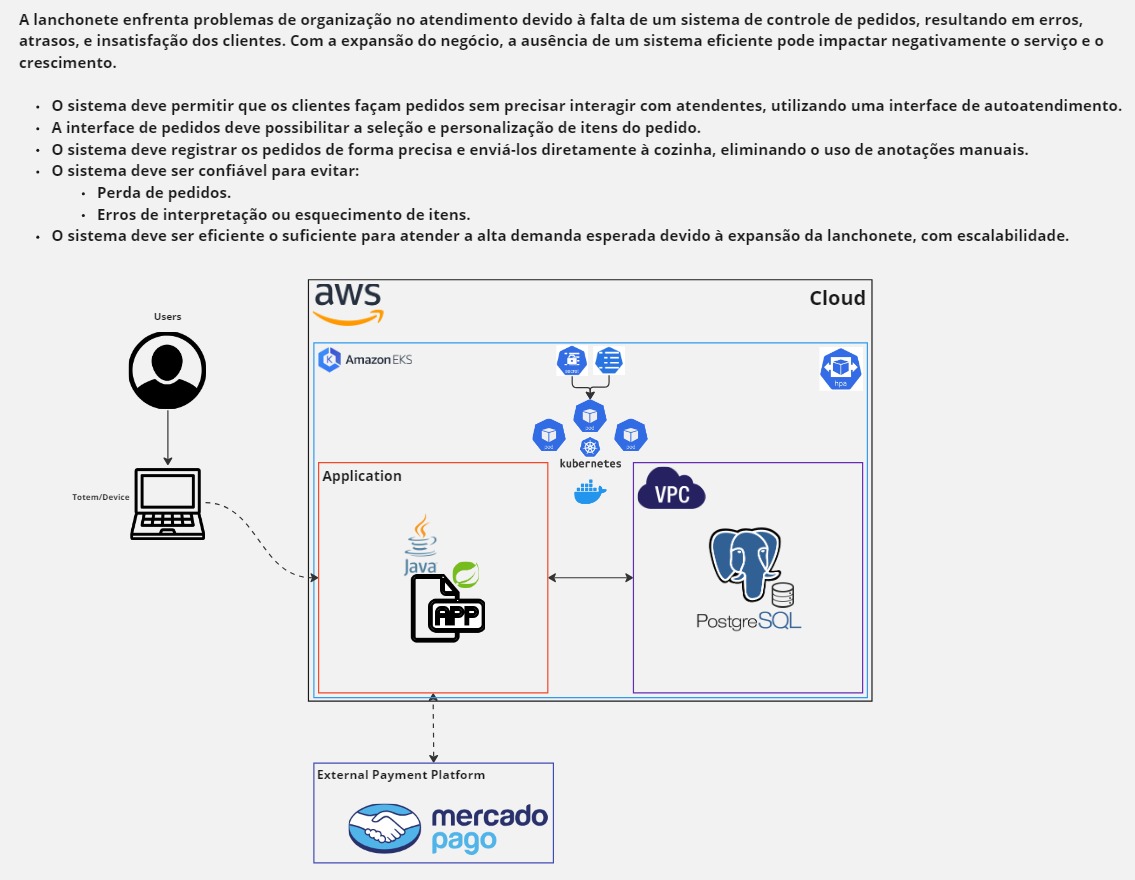 A lanchonete enfrenta problemas de organização no atendimento devido à falta de um sistema de controle de pedidos, resultando em erros,
atrasos, e insatisfação dos clientes. Com a expansão do negócio, a ausência de um sistema eficiente pode impactar negativamente o serviço e o
crescimento.
• O sistema deve permitir que os clientes façam pedidos sem precisar interagir com atendentes, utilizando uma interface de autoatendimento.
• A interface de pedidos deve possibilitar a seleção e personalização de itens do pedido.
• O sistema deve registrar os pedidos de forma precisa e enviá-los diretamente à cozinha, eliminando o uso de anotações manuais.
• O sistema deve ser confiável para evitar:
• Perda de pedidos.
• Erros de interpretação ou esquecimento de itens.
• O sistema deve ser eficiente o suficiente para atender a alta demanda esperada devido à expansão da lanchonete, com escalabilidade.
aws
Cloud
Users
Amazon EKS
secret
hpa
pod
pod
pod
kubernetes
Application
VPC
Totem/Device
Java
APP
PostgreSQL
External Payment Platform
mercado
pago